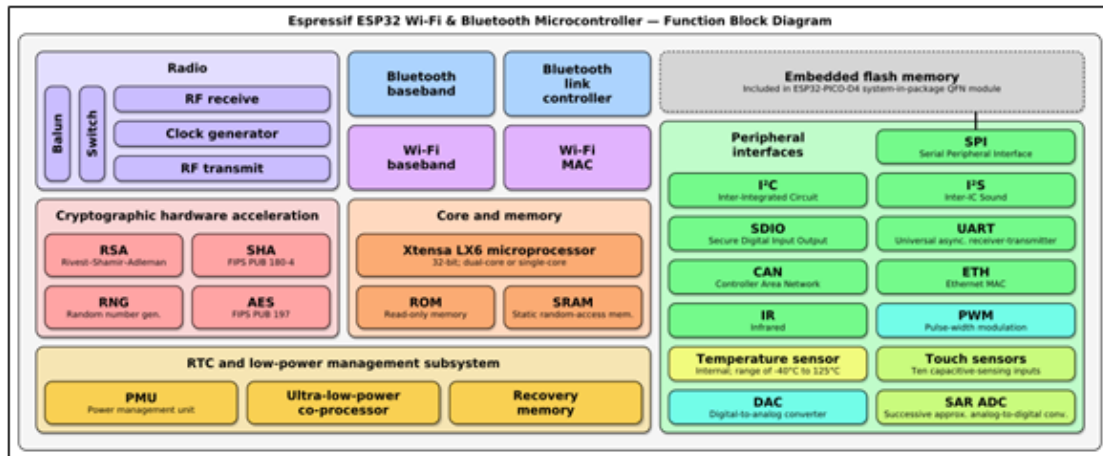 Espressif ESP32 Wi-Fi & Bluetooth Microcontroller — Function Block Diagram
Radio
Balun
Switch
RF receive
Clock generator
RF transmit
Bluetooth
baseband
Bluetooth
link
controller
Wi-Fi
baseband
Wi-Fi
MAC
Embedded flash memory
Included in ESP32-PICO-D4 system-in-package QFN module
Peripheral
interfaces
SPI
Serial Peripheral Interface
I²C
Inter-Integrated Circuit
I²S
Inter-IC Sound
SDIO
Secure Digital Input Output
UART
Universal async. receiver-transmitter
CAN
Controller Area Network
ETH
Ethernet MAC
IR
Infrared
PWM
Pulse-width modulation
Temperature sensor
Internal; range of -40°C to 125°C
Touch sensors
Ten capacitive-sensing inputs
DAC
Digital-to-analog converter
SAR ADC
Successive approx. analog-to-digital conv.
Cryptographic hardware acceleration
RSA
Rivest–Shamir–Adleman
SHA
FIPS PUB 180-4
RNG
Random number gen.
AES
FIPS PUB 197
Core and memory
Xtensa LX6 microprocessor
32-bit; dual-core or single-core
ROM
Read-only memory
SRAM
Static random-access mem.
RTC and low-power management subsystem
PMU
Power management unit
Ultra-low-power
co-processor
Recovery
memory